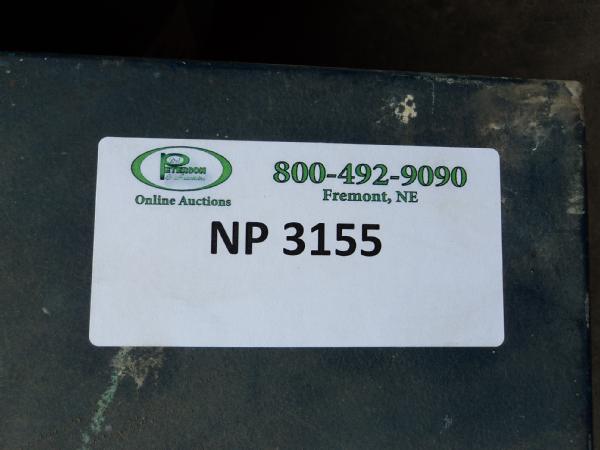 PETERSON
800-492-9090
Online Auctions
Fremont, NE
NP 3155